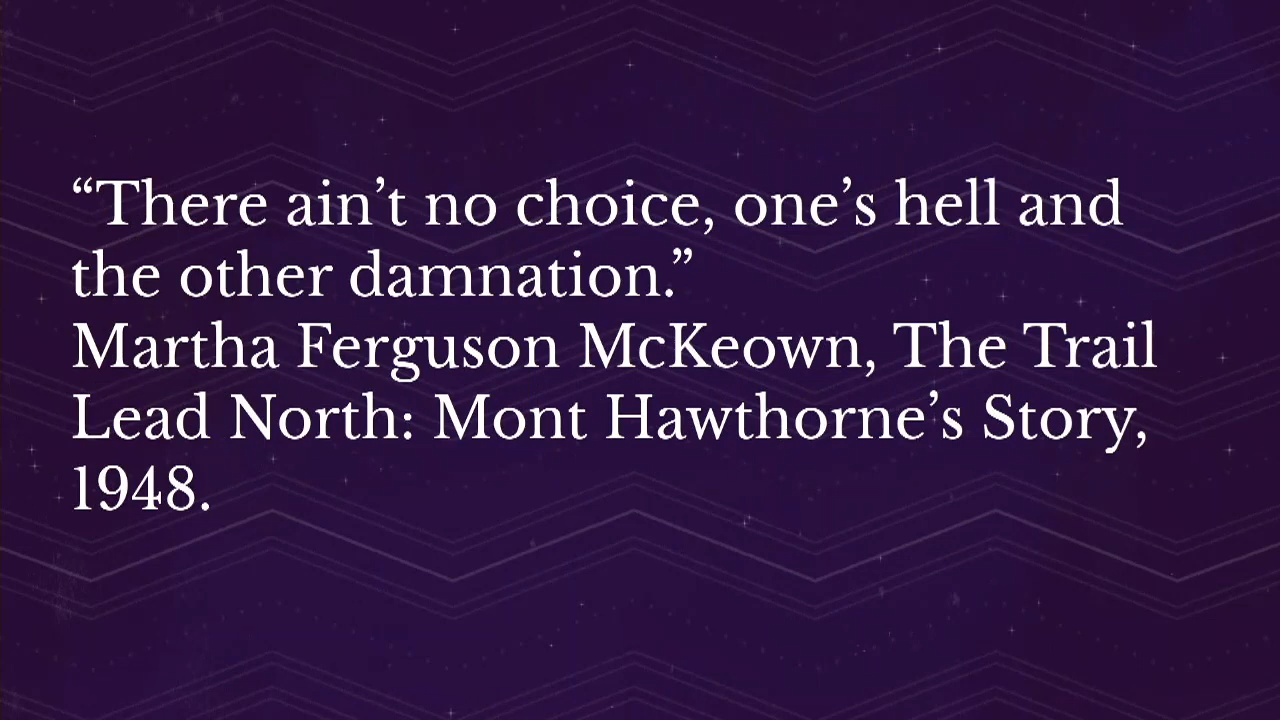 “There ain’t no choice, one’s hell and
the other damnation.”
Martha Ferguson McKeown, The Trail
Lead North: Mont Hawthorne’s Story,
1948.